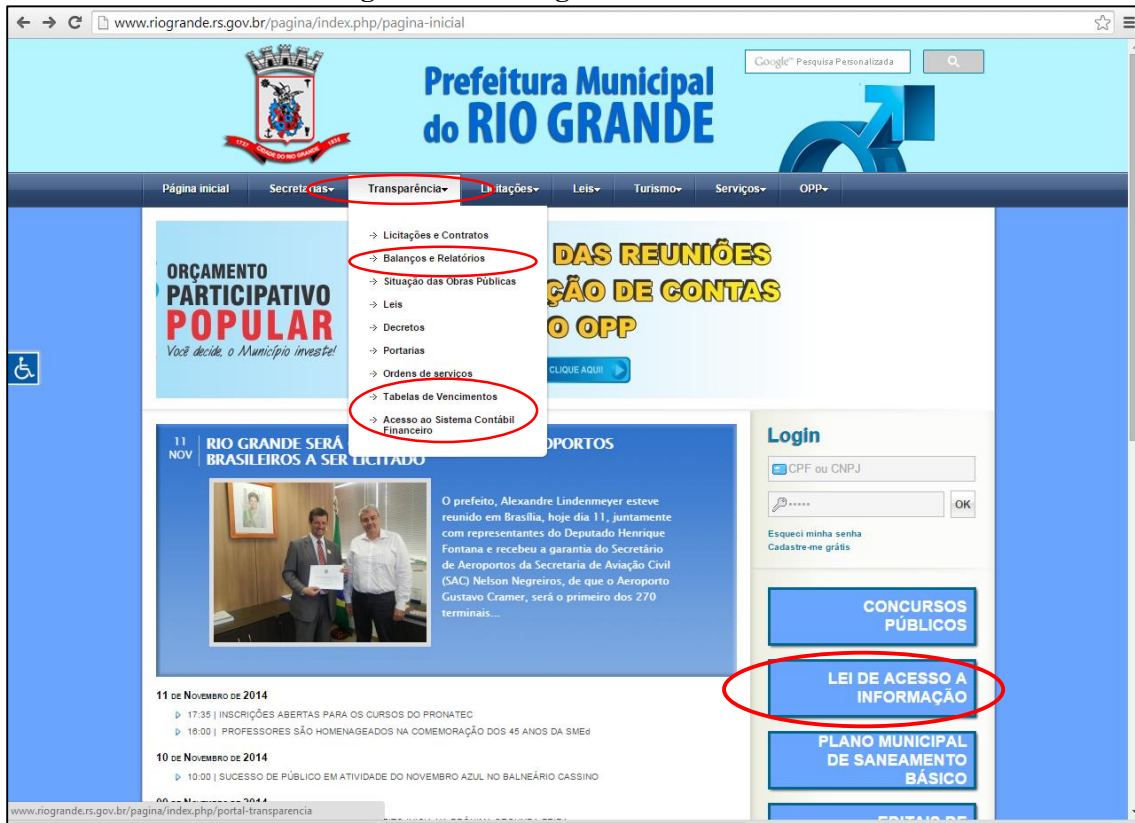 www.riogrande.rs.gov.br/pagina/index.php/pagina-inicial
Prefeitura Municipal
do RIO GRANDE
Google™ Pesquisa Personalizada
1737 CIDADE DO RIO GRANDE 1835
Página inicial Secretarias Transparência Licitações Leis Turismo Serviços OPP
Licitações e Contratos
Balanços e Relatórios
Situação das Obras Públicas
Leis
Decretos
Portarias
Ordens de serviços
Tabelas de Vencimentos
Acesso ao Sistema Contábil
Financeiro
ORÇAMENTO
PARTICIPATIVO
POPULAR
Você decide, o Município investe!
DAS REUNIÕES
ÇÃO DE CONTAS
O OPP
CLIQUE AQUI!
11
NOV
RIO GRANDE SERÁ OPORTOS
BRASILEIROS A SER LICITADO
O prefeito, Alexandre Lindenmeyer esteve
reunido em Brasília, hoje dia 11, juntamente
com representantes do Deputado Henrique
Fontana e recebeu a garantia do Secretário
de Aeroportos da Secretaria de Aviação Civil
(SAC) Nelson Negreiros, de que o Aeroporto
Gustavo Cramer, será o primeiro dos 270
terminais...
Login
CPF ou CNPJ
•••••
OK
Esqueci minha senha
Cadastre-me grátis
CONCURSOS
PÚBLICOS
LEI DE ACESSO A
INFORMAÇÃO
PLANO MUNICIPAL
DE SANEAMENTO
BÁSICO
11 DE NOVEMBRO DE 2014
17:35 | INSCRIÇÕES ABERTAS PARA OS CURSOS DO PRONATEC
16:00 | PROFESSORES SÃO HOMENAGEADOS NA COMEMORAÇÃO DOS 45 ANOS DA SMEd
10 DE NOVEMBRO DE 2014
10:00 | SUCESSO DE PÚBLICO EM ATIVIDADE DO NOVEMBRO AZUL NO BALNEÁRIO CASSINO
www.riogrande.rs.gov.br/pagina/index.php/portal-transparencia